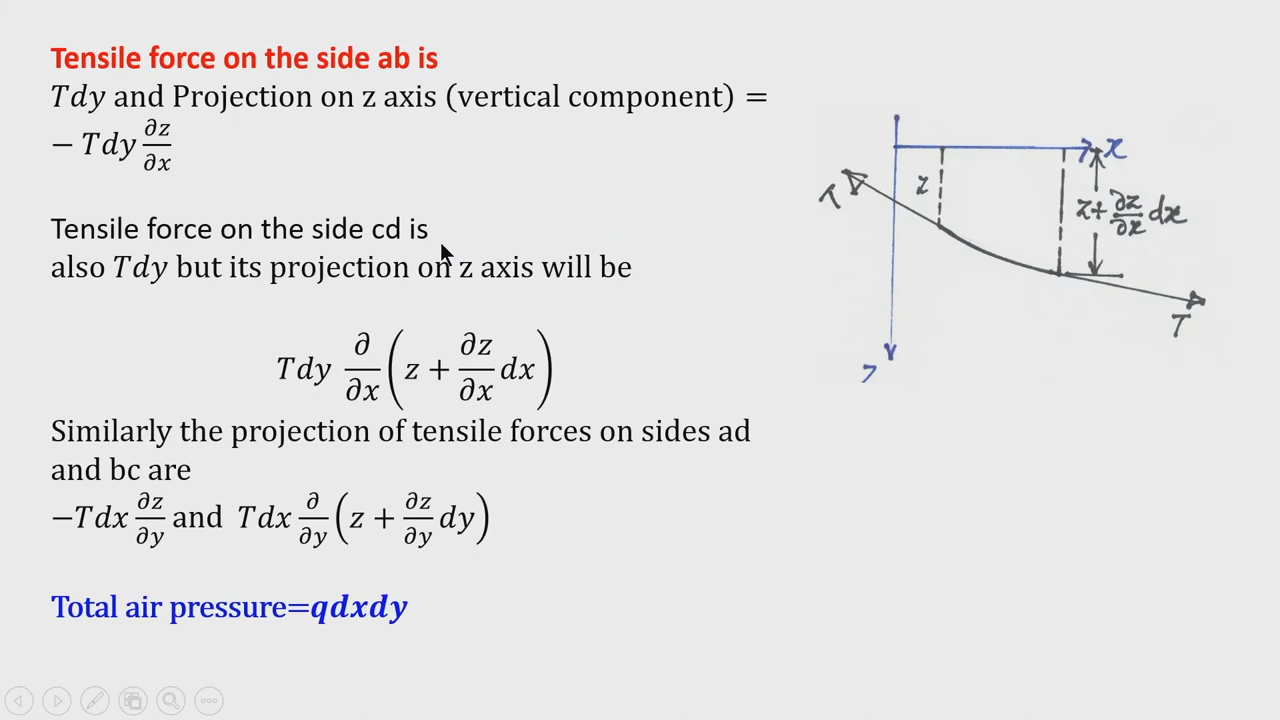 Tensile force on the side ab is
𝑇𝑑𝑦 and Projection on z axis (vertical component) =
− 𝑇𝑑𝑦 ∂z/∂x
Tensile force on the side cd is
also 𝑇𝑑𝑦 but its projection on z axis will be
𝑇𝑑𝑦 ∂/∂x (z + ∂z/∂x 𝑑x)
Similarly the projection of tensile forces on sides ad
and bc are
−𝑇𝑑x ∂z/∂y and 𝑇𝑑x ∂/∂y (z + ∂z/∂y 𝑑𝑦)
Total air pressure=𝒒𝒅𝒙𝒅𝒚
x
z
T
z+ ∂z/∂x dx
T
z